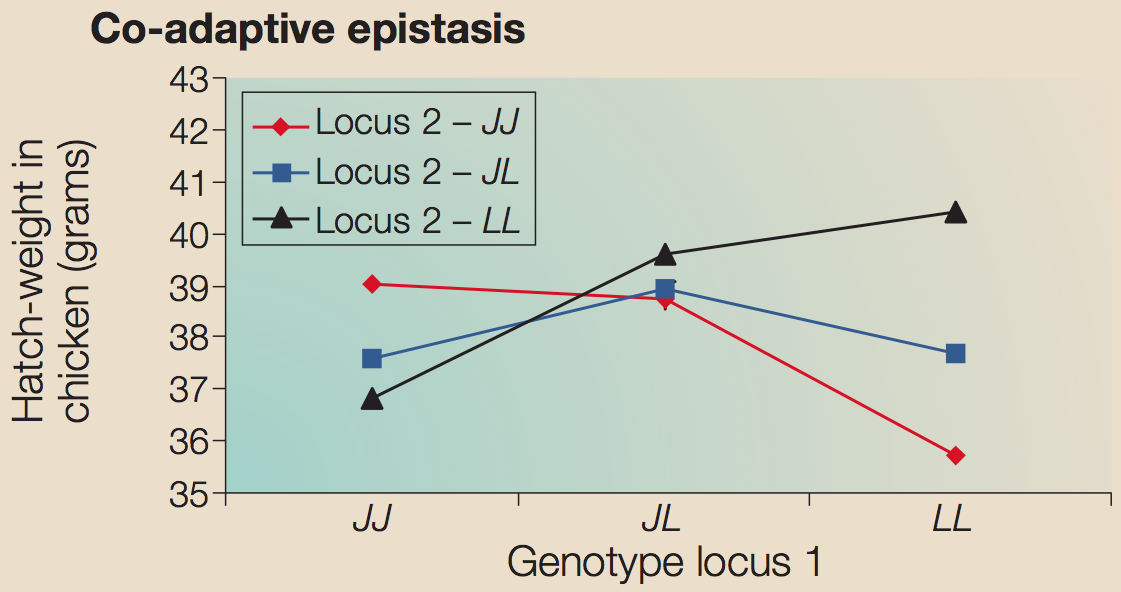 Co-adaptive epistasis
Hatch-weight in
chicken (grams)
43
42
41
40
39
38
37
36
35
Locus 2 – JJ
Locus 2 – JL
Locus 2 – LL
JJ JL LL
Genotype locus 1